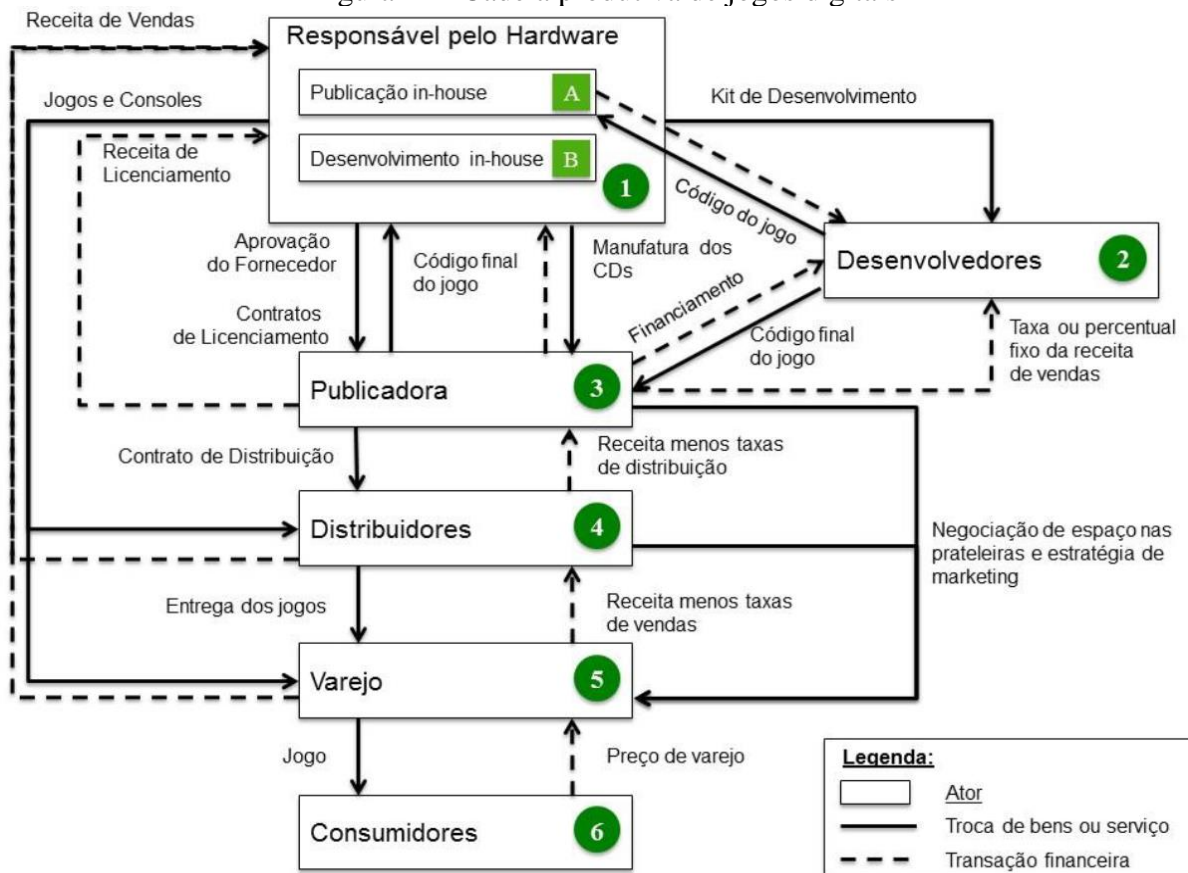 Cadeia produtiva de jogos digitais
Receita de Vendas
Responsável pelo Hardware
Publicação in-house
A
Desenvolvimento in-house
B
1
Jogos e Consoles
Kit de Desenvolvimento
Receita de
Licenciamento
Código do jogo
Aprovação
do Fornecedor
Código final
do jogo
Manufatura dos
CDs
Desenvolvedores
2
Contratos
de Licenciamento
Financiamento
Código final
do jogo
Taxa ou percentual
fixo da receita
de vendas
Publicadora
3
Contrato de Distribuição
Receita menos taxas
de distribuição
Distribuidores
4
Negociação de espaço nas
prateleiras e estratégia de
marketing
Entrega dos jogos
Receita menos taxas
de vendas
Varejo
5
Jogo
Preço de varejo
Consumidores
6
Legenda:
Ator
Troca de bens ou serviço
Transação financeira